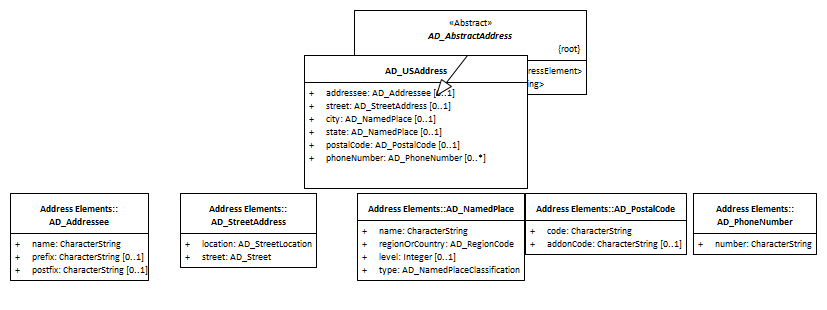 «Abstract»
AD_AbstractAddress
{root}
ressElement>
ing>
AD_USAddress
+ addressee: AD_Addressee [0..1]
+ street: AD_StreetAddress [0..1]
+ city: AD_NamedPlace [0..1]
+ state: AD_NamedPlace [0..1]
+ postalCode: AD_PostalCode [0..1]
+ phoneNumber: AD_PhoneNumber [0..*]
Address Elements::
AD_Addressee
+ name: CharacterString
+ prefix: CharacterString [0..1]
+ postfix: CharacterString [0..1]
Address Elements::
AD_StreetAddress
+ location: AD_StreetLocation
+ street: AD_Street
Address Elements::AD_NamedPlace
+ name: CharacterString
+ regionOrCountry: AD_RegionCode
+ level: Integer [0..1]
+ type: AD_NamedPlaceClassification
Address Elements::AD_PostalCode
+ code: CharacterString
+ addonCode: CharacterString [0..1]
Address Elements::
AD_PhoneNumber
+ number: CharacterString